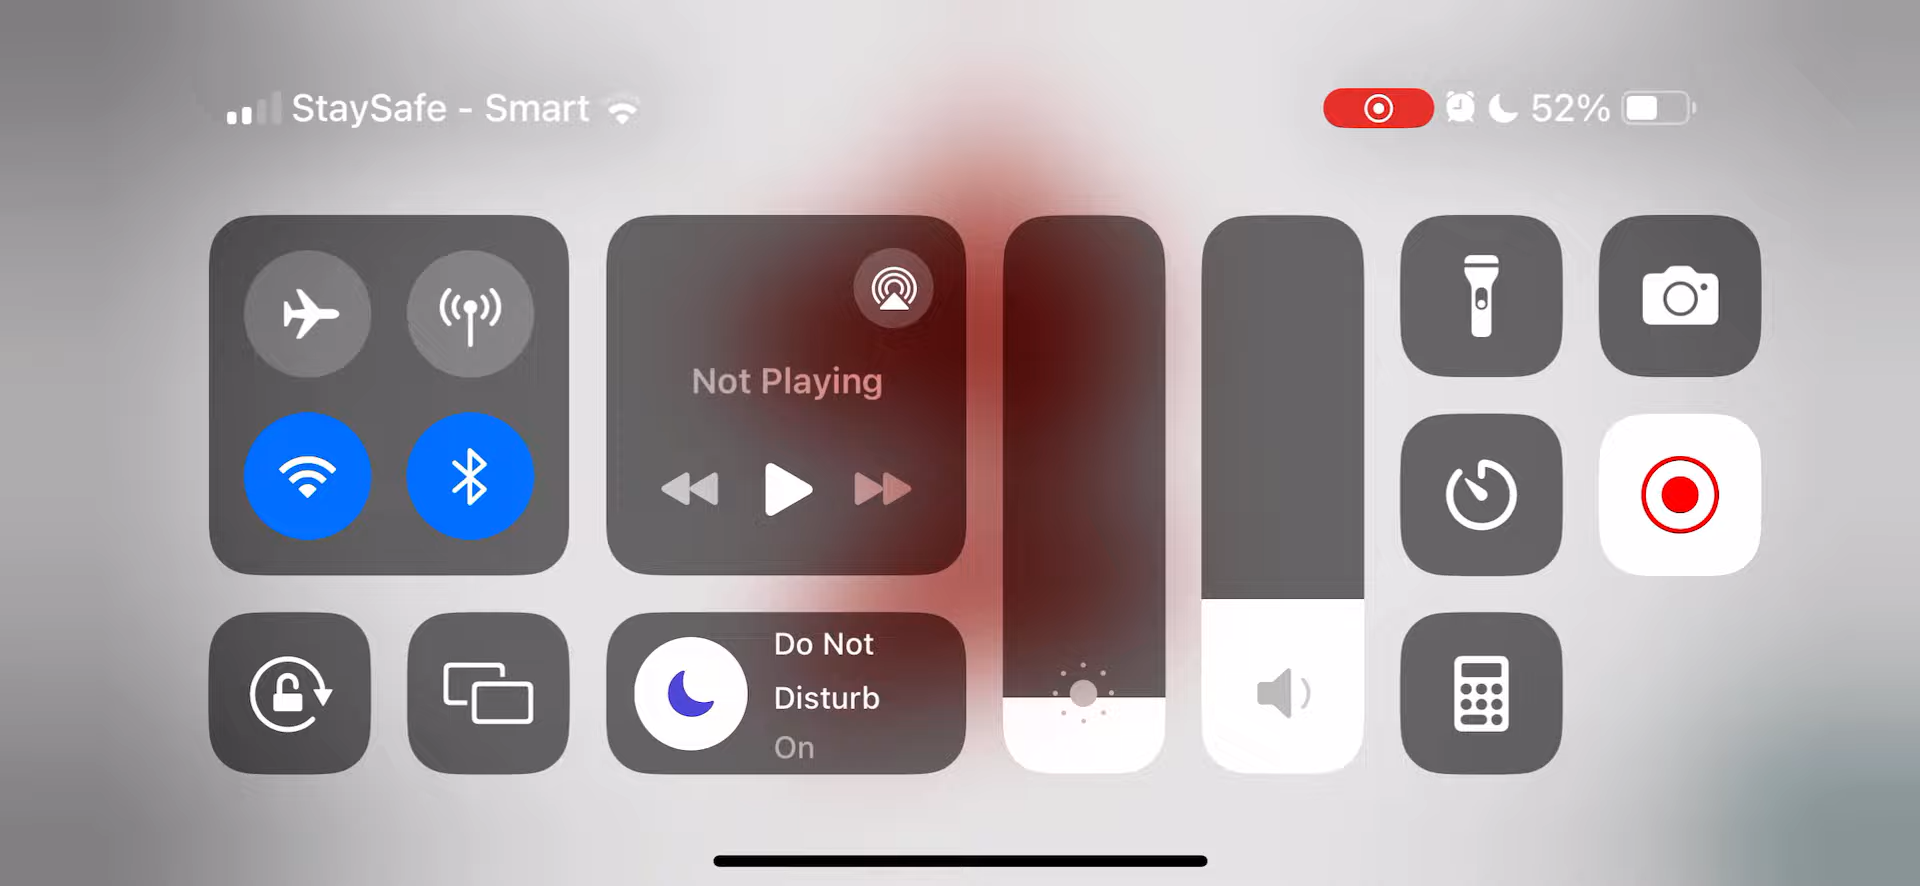 StaySafe - Smart
52%
Not Playing
Do Not
Disturb
On